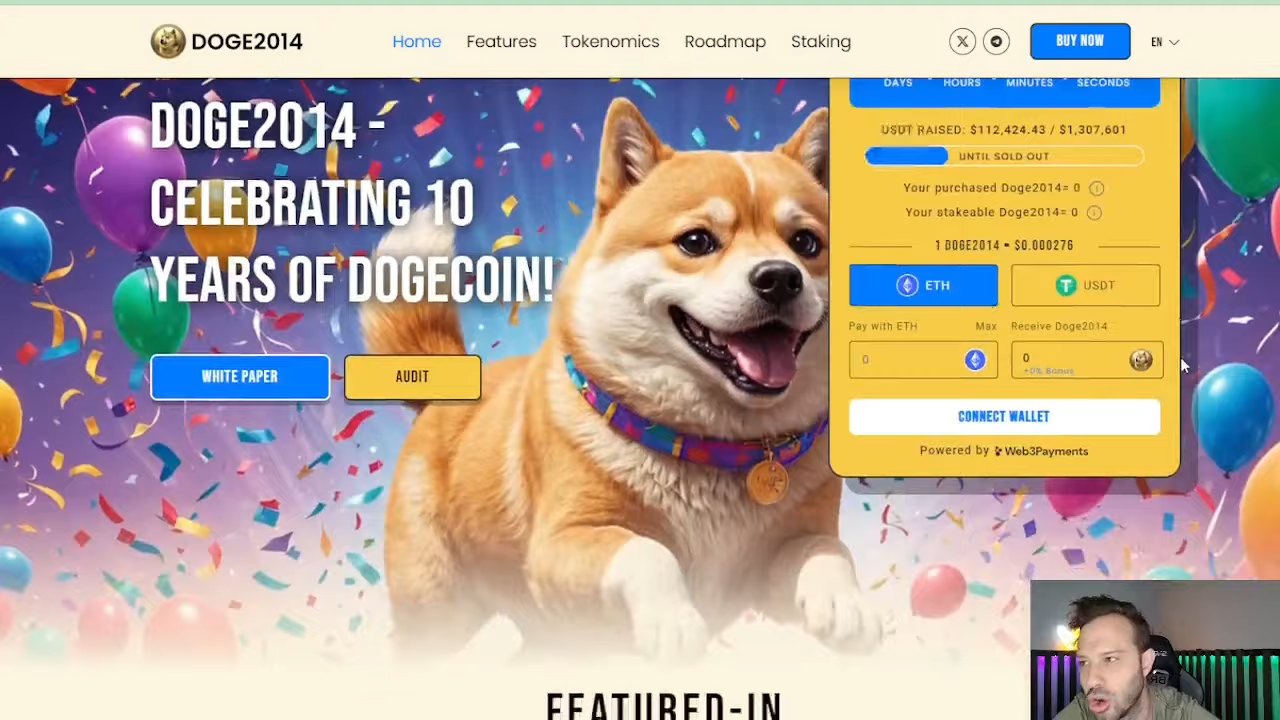 DOGE2014
Home
Features
Tokenomics
Roadmap
Staking
BUY NOW
EN
DOGE2014 -
CELEBRATING 10
YEARS OF DOGECOIN!
WHITE PAPER
AUDIT
DAYS
HOURS
MINUTES
SECONDS
USDT RAISED: $112,424.43 / $1,307,601
UNTIL SOLD OUT
Your purchased Doge2014= 0
Your stakeable Doge2014= 0
1 DOGE2014 = $0.000276
ETH
USDT
Pay with ETH
Max
Receive Doge2014
0
0
+0% Bonus
CONNECT WALLET
Powered by Web3Payments
FEATURED-IN